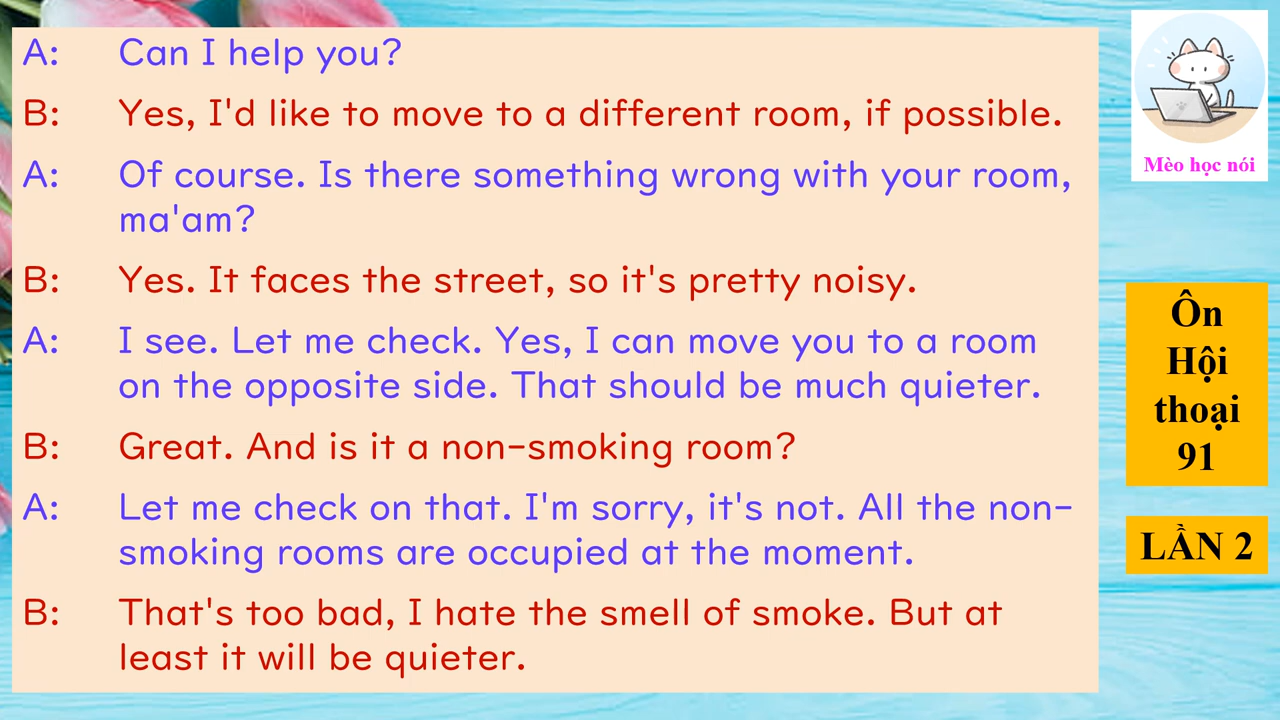 A: Can I help you?
B: Yes, I'd like to move to a different room, if possible.
A: Of course. Is there something wrong with your room,
ma'am?
B: Yes. It faces the street, so it's pretty noisy.
A: I see. Let me check. Yes, I can move you to a room
on the opposite side. That should be much quieter.
B: Great. And is it a non-smoking room?
A: Let me check on that. I'm sorry, it's not. All the non-
smoking rooms are occupied at the moment.
B: That's too bad, I hate the smell of smoke. But at
least it will be quieter.
Mèo học nói
Ôn
Hội
thoại
91
LẦN 2